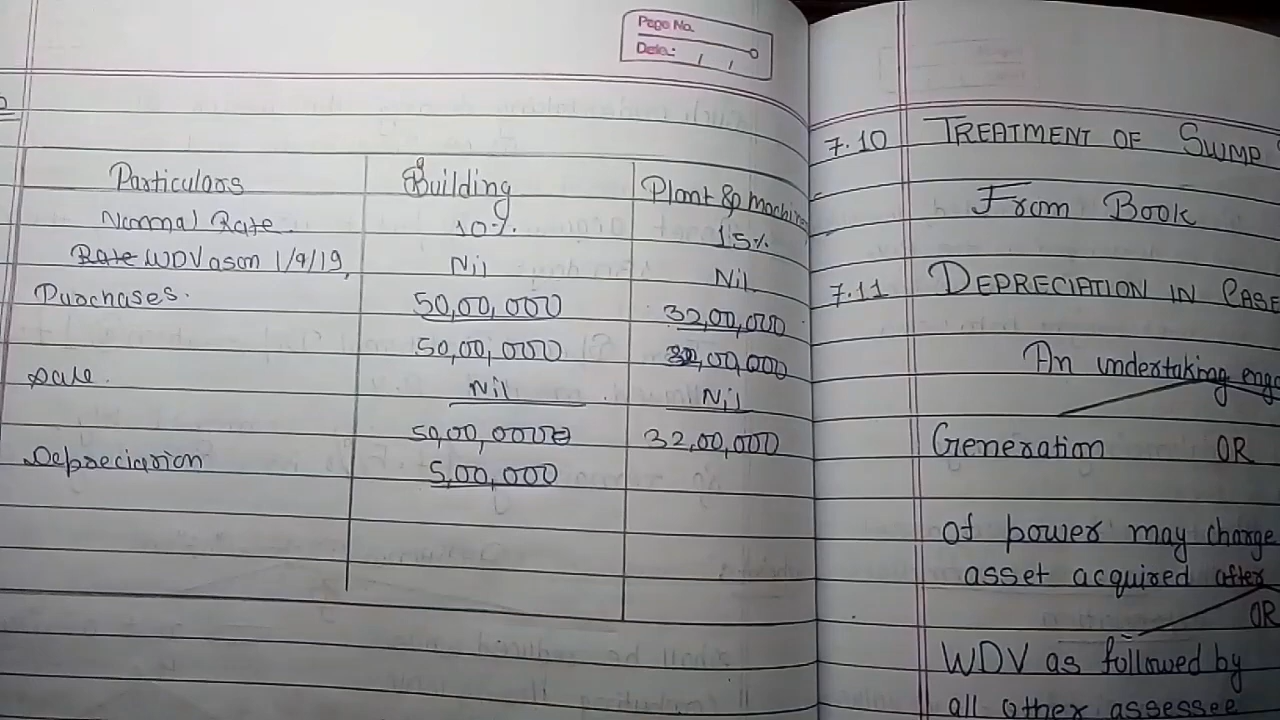 Page No.
Date: / /
Particulars Building Plant & Machine
Normal Rate 10% 15%
Rate WDV as on 1/4/19, Nil Nil
Purchases. 50,00,000 32,00,000
50,00,000 32,00,000
Sale. Nil Nil
50,00,000 32,00,000
Depreciation 5,00,000
7.10 TREATMENT OF
From Book
7.11 DEPRECIATION IN CASE
An undertaking enga
Generation OR
of power may charge
asset acquired after
OR
WDV as followed by
all other assessee